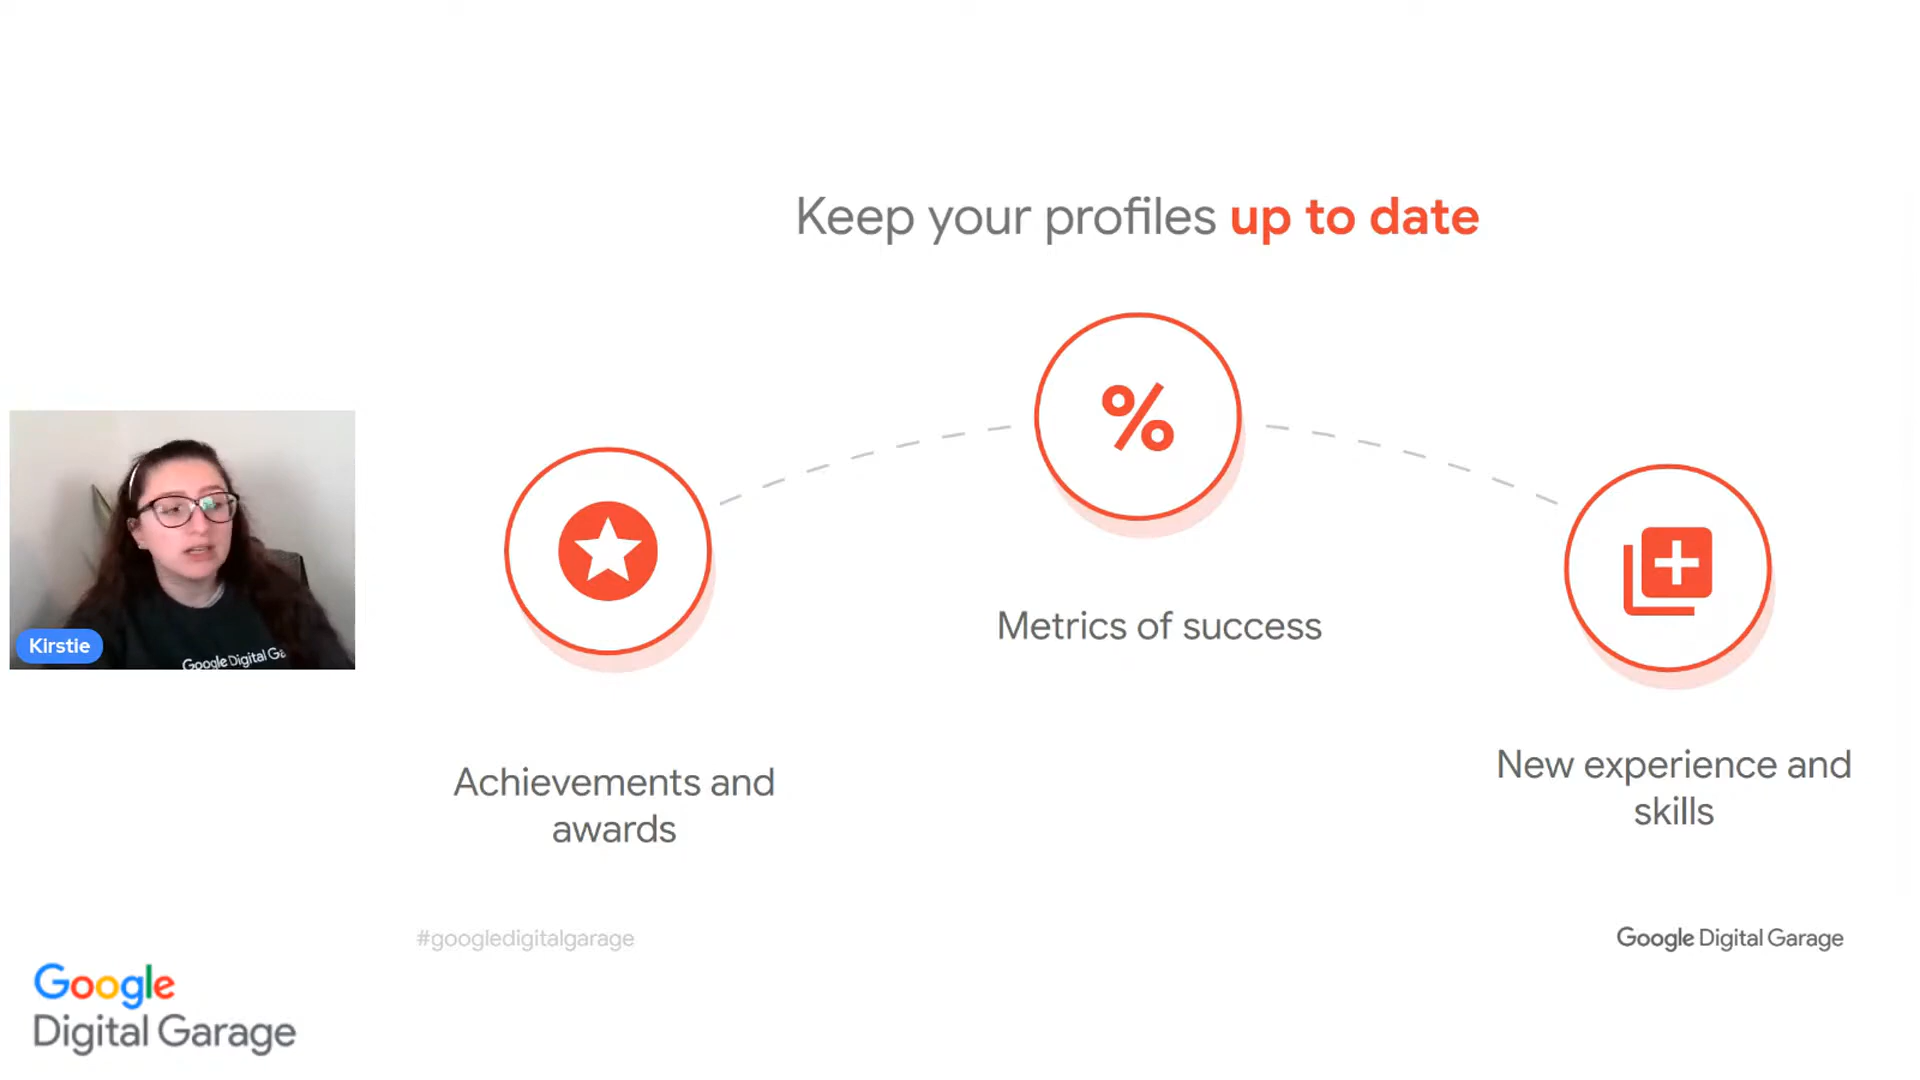 Keep your profiles up to date
%
Metrics of success
Achievements and
awards
New experience and
skills
Kirstie
Google Digital Ga
#googledigitalgarage
Google Digital Garage
Google
Digital Garage